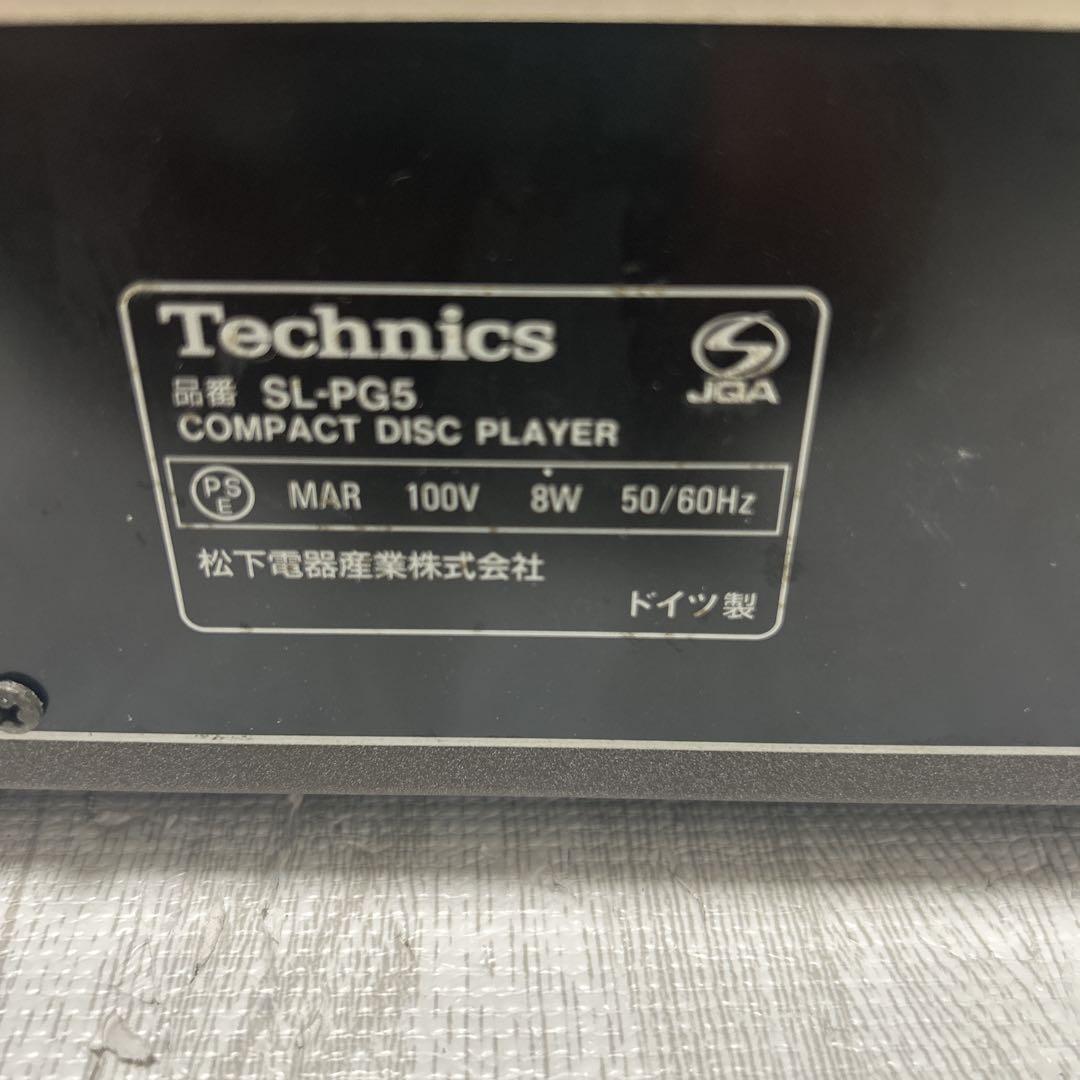 Technics
JQA
品番 SL-PG5
COMPACT DISC PLAYER
PSE MAR 100V 8W 50/60Hz
松下電器産業株式会社
ドイツ製